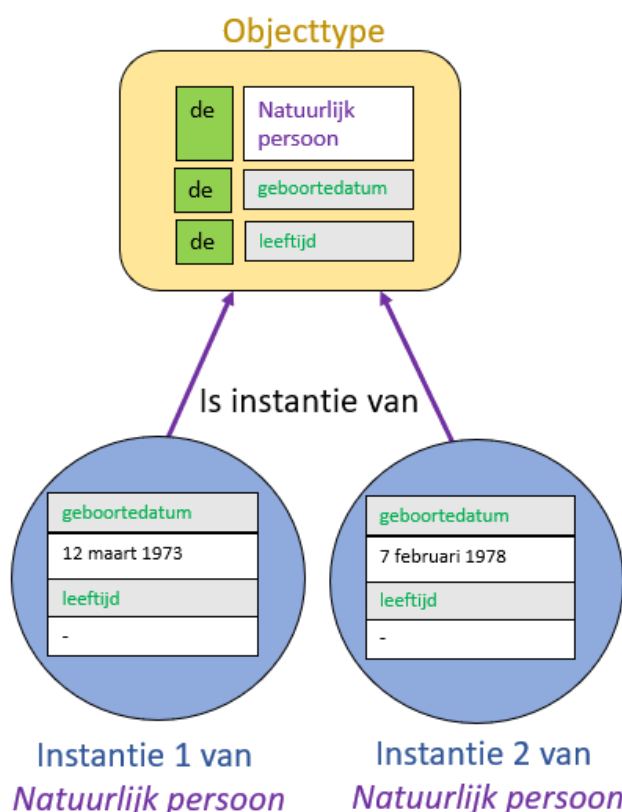 Objecttype
de Natuurlijk
persoon
de geboortedatum
de leeftijd
Is instantie van
geboortedatum
12 maart 1973
leeftijd
-
geboortedatum
7 februari 1978
leeftijd
-
Instantie 1 van
Natuurlijk persoon
Instantie 2 van
Natuurlijk persoon